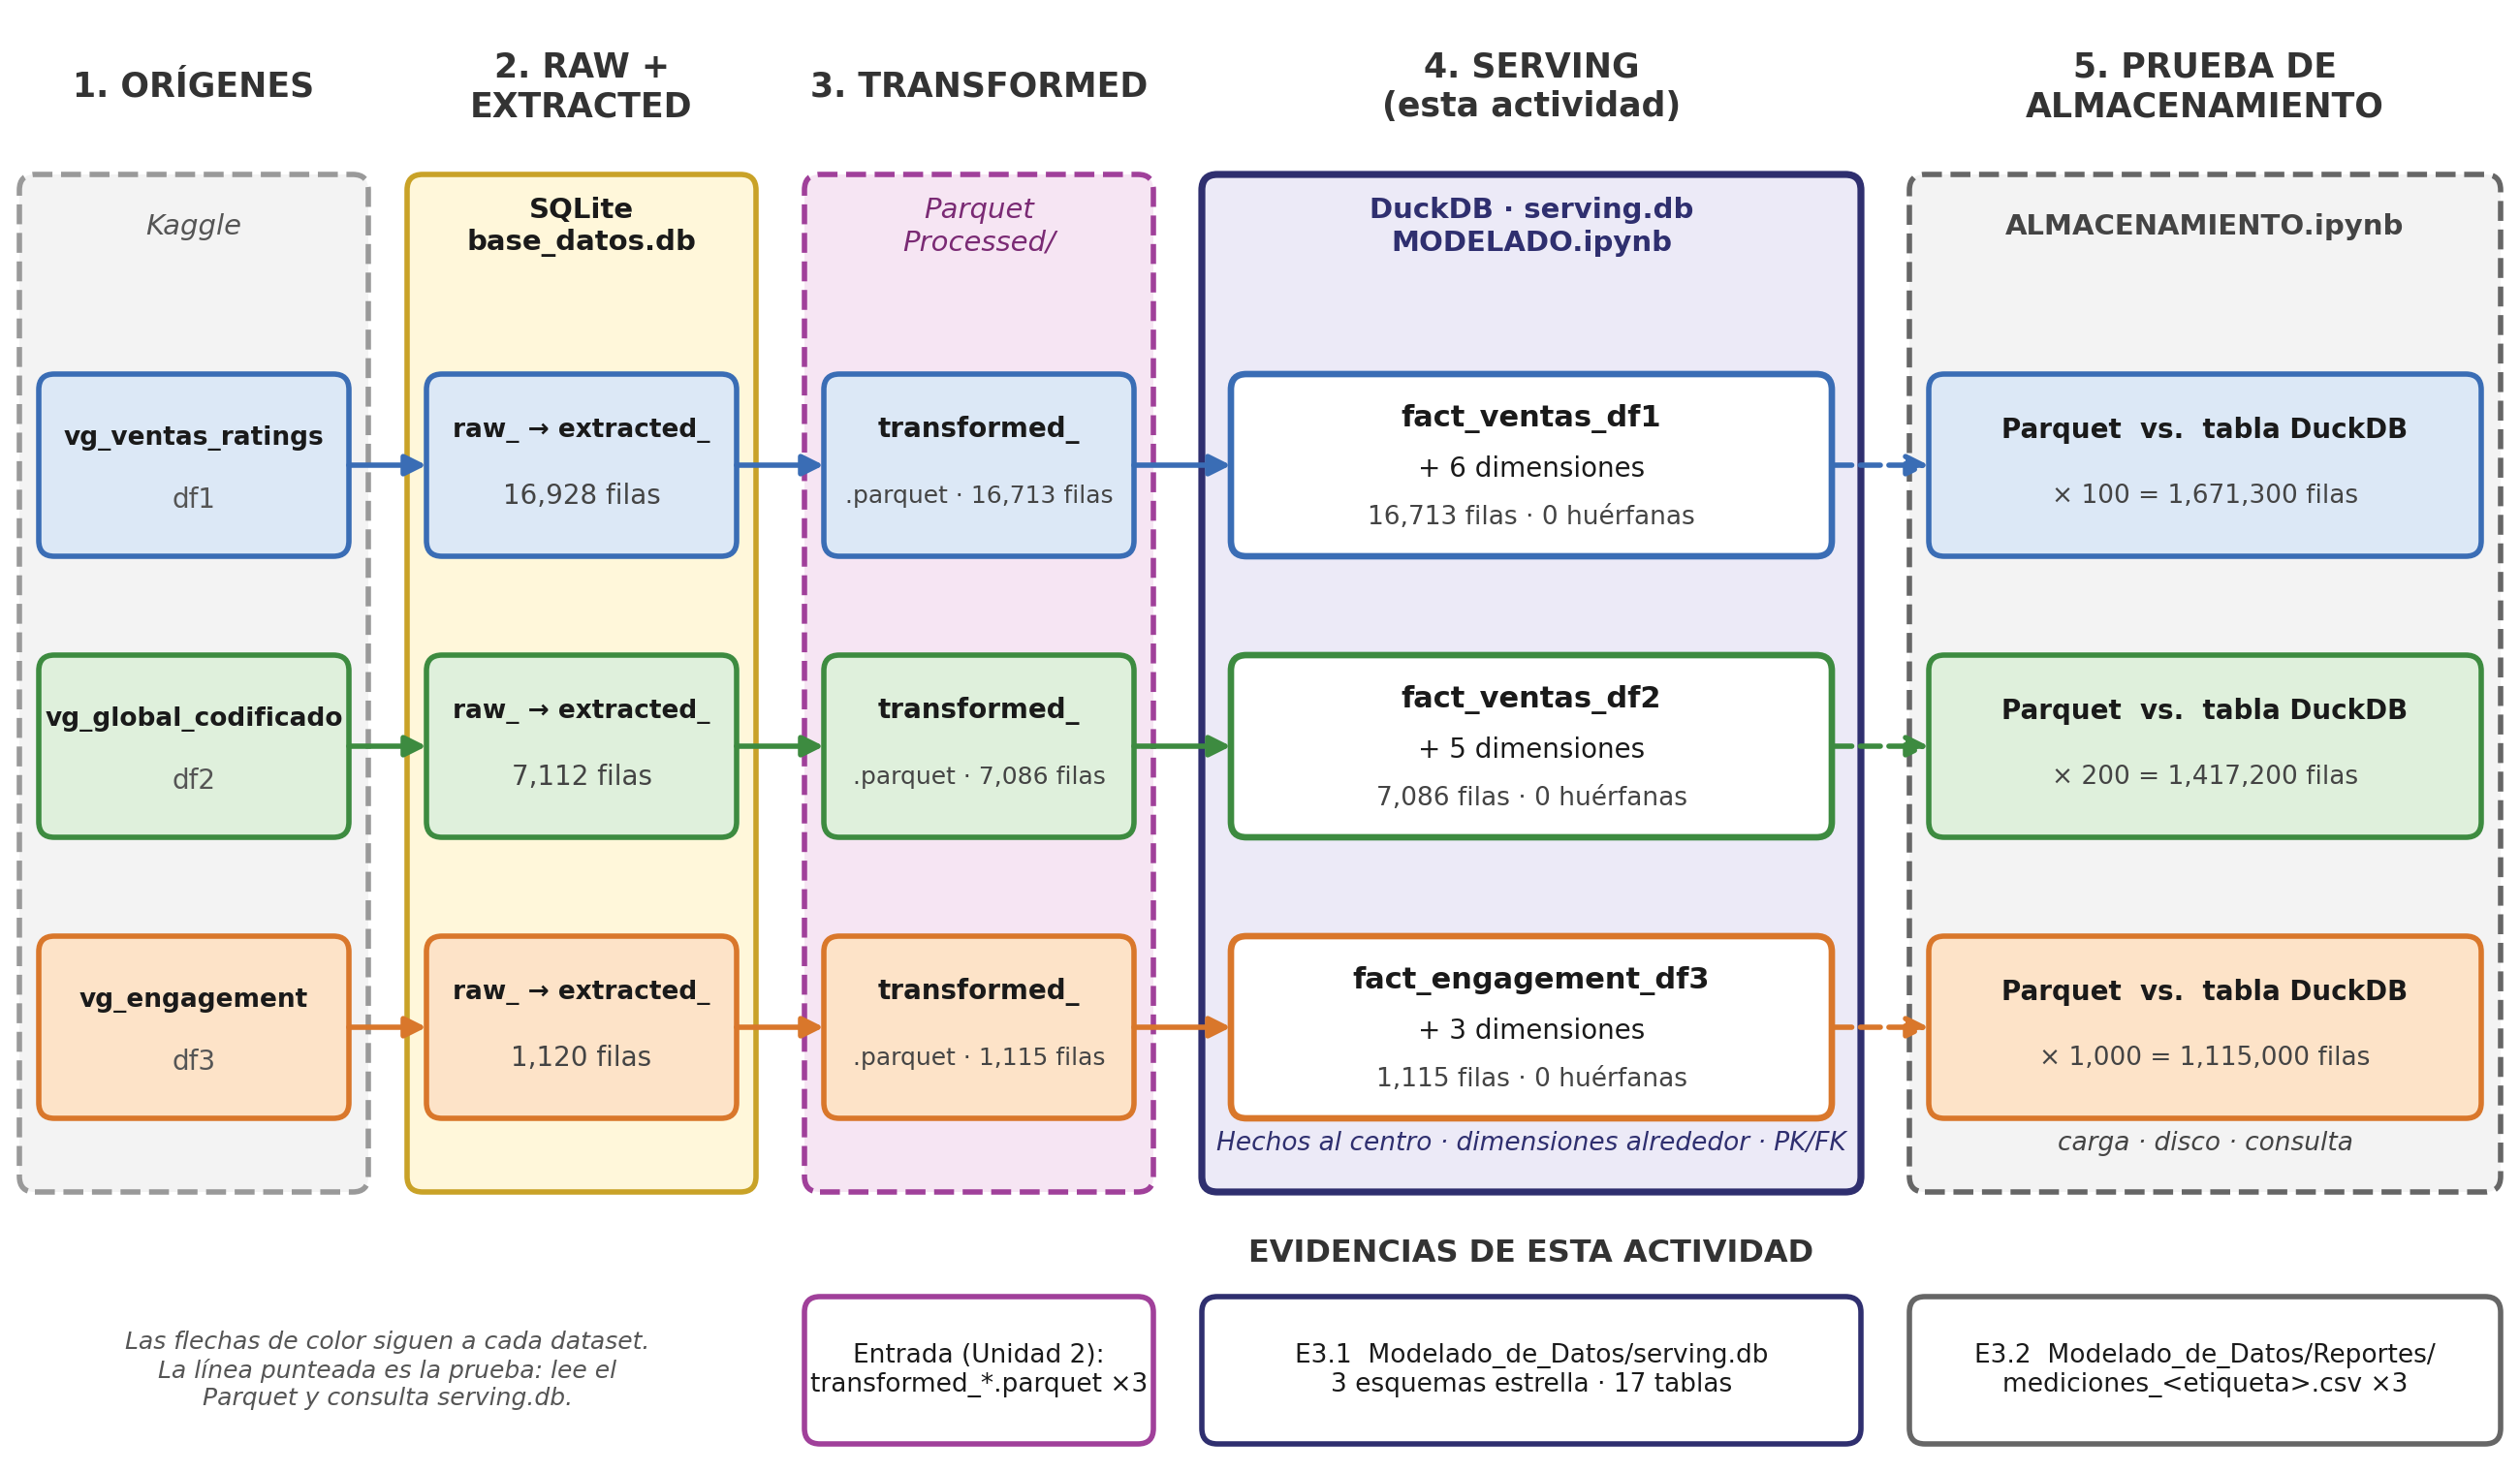 1. ORÍGENES
2. RAW +
EXTRACTED
3. TRANSFORMED
4. SERVING
(esta actividad)
5. PRUEBA DE
ALMACENAMIENTO
Kaggle
SQLite
base_datos.db
Parquet
Processed/
DuckDB · serving.db
MODELADO.ipynb
ALMACENAMIENTO.ipynb
vg_ventas_ratings
df1
raw_ → extracted_
16,928 filas
transformed_
.parquet · 16,713 filas
fact_ventas_df1
+ 6 dimensiones
16,713 filas · 0 huérfanas
Parquet vs. tabla DuckDB
× 100 = 1,671,300 filas
vg_global_codificado
df2
raw_ → extracted_
7,112 filas
transformed_
.parquet · 7,086 filas
fact_ventas_df2
+ 5 dimensiones
7,086 filas · 0 huérfanas
Parquet vs. tabla DuckDB
× 200 = 1,417,200 filas
vg_engagement
df3
raw_ → extracted_
1,120 filas
transformed_
.parquet · 1,115 filas
fact_engagement_df3
+ 3 dimensiones
1,115 filas · 0 huérfanas
Parquet vs. tabla DuckDB
× 1,000 = 1,115,000 filas
Hechos al centro · dimensiones alrededor · PK/FK
carga · disco · consulta
EVIDENCIAS DE ESTA ACTIVIDAD
Las flechas de color siguen a cada dataset.
La línea punteada es la prueba: lee el
Parquet y consulta serving.db.
Entrada (Unidad 2):
transformed_*.parquet ×3
E3.1 Modelado_de_Datos/serving.db
3 esquemas estrella · 17 tablas
E3.2 Modelado_de_Datos/Reportes/
mediciones_<etiqueta>.csv ×3